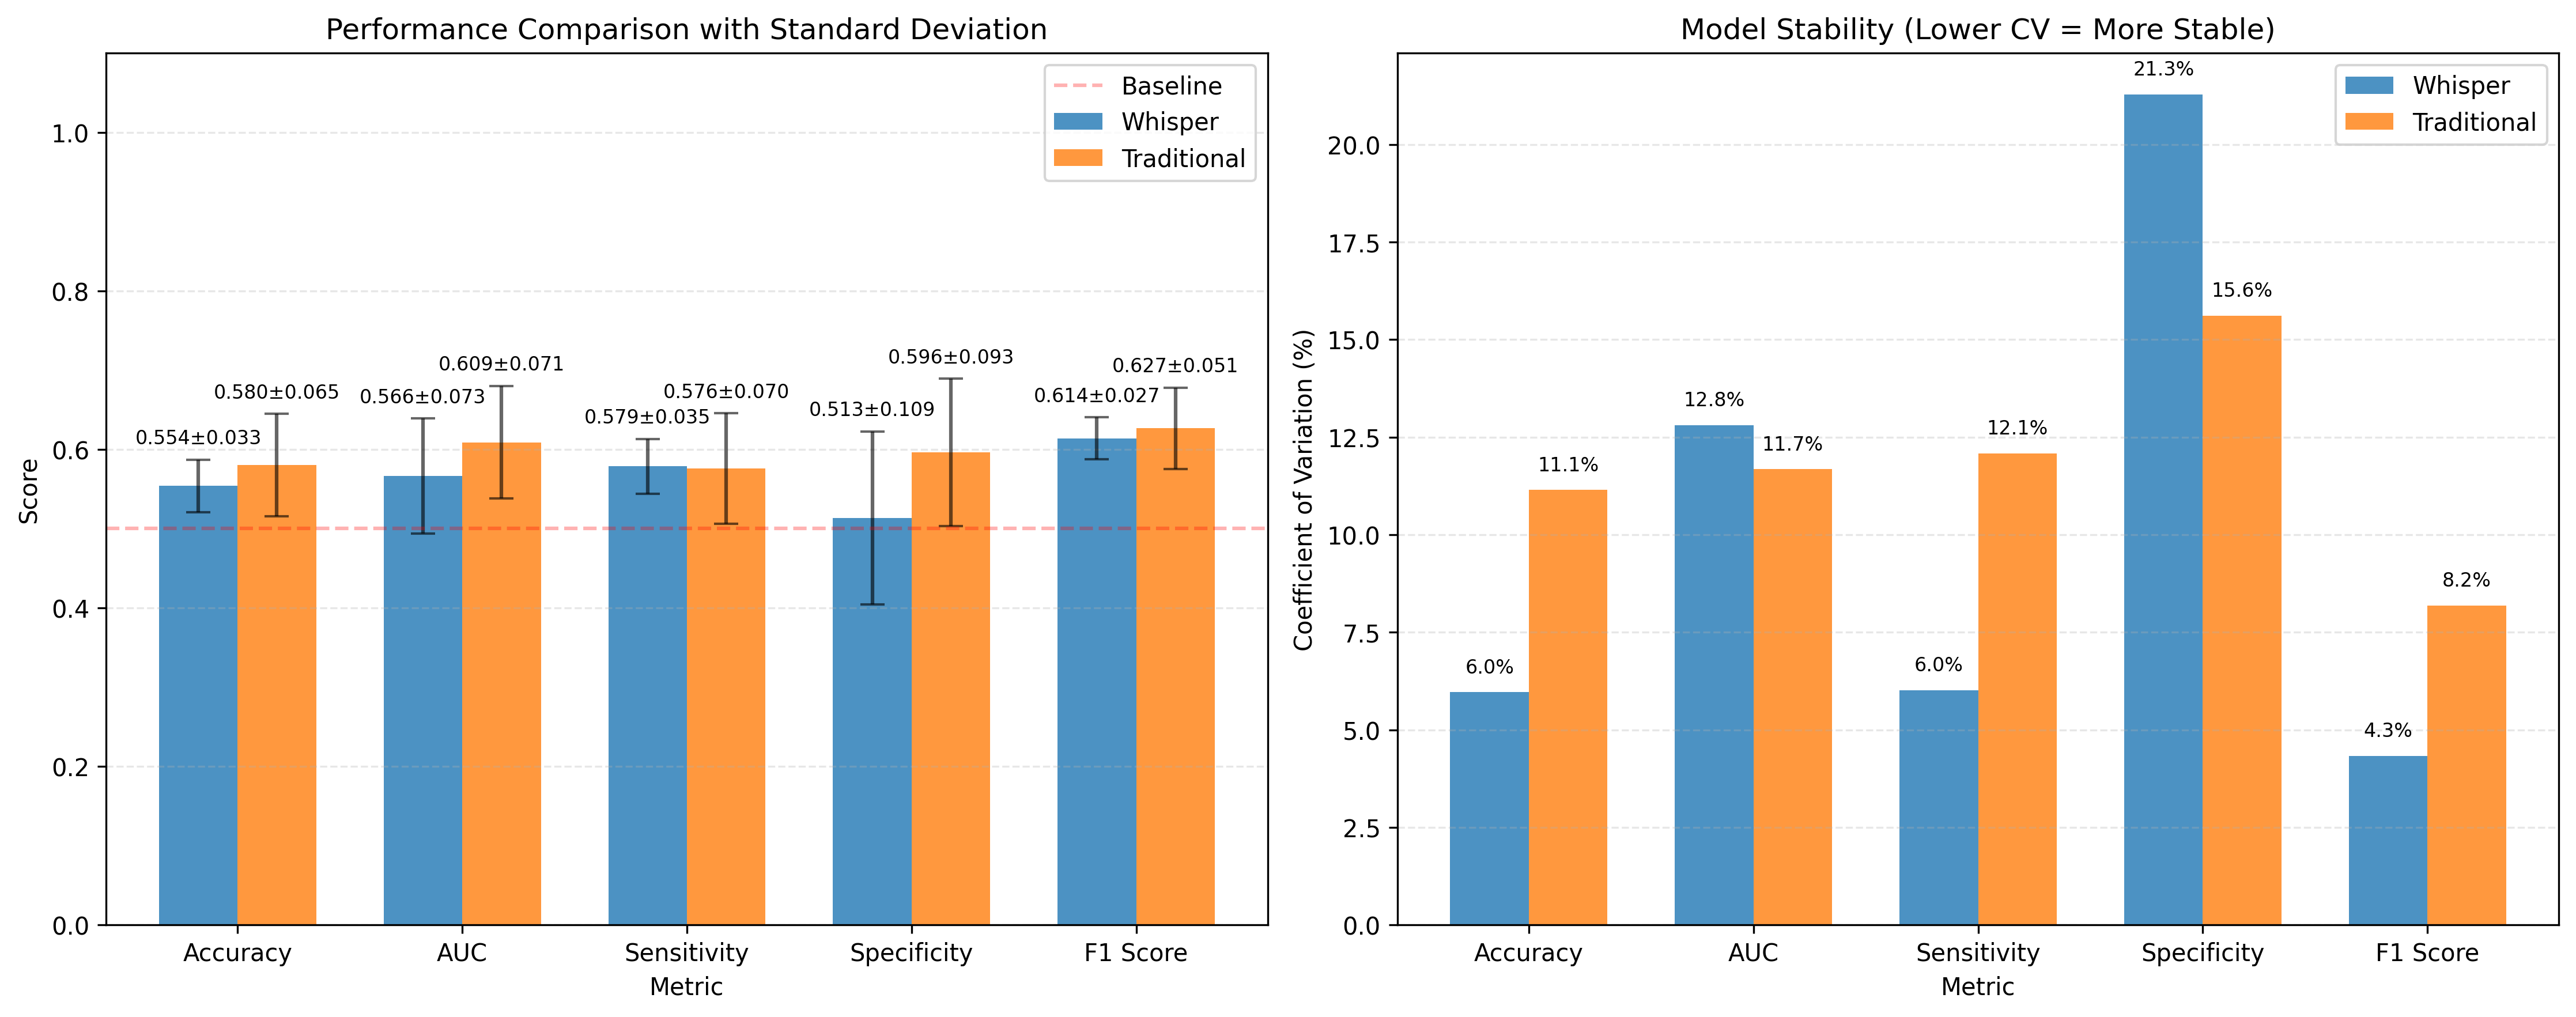 Performance Comparison with Standard Deviation
Baseline
Whisper
Traditional
1.0
0.8
0.6
0.4
0.2
0.0
Score
0.554±0.033
0.580±0.065
0.566±0.073
0.609±0.071
0.579±0.035
0.576±0.070
0.513±0.109
0.596±0.093
0.614±0.027
0.627±0.051
Accuracy
AUC
Sensitivity
Specificity
F1 Score
Metric
Model Stability (Lower CV = More Stable)
Whisper
Traditional
20.0
17.5
15.0
12.5
10.0
7.5
5.0
2.5
0.0
Coefficient of Variation (%)
6.0%
11.1%
12.8%
11.7%
6.0%
12.1%
21.3%
15.6%
4.3%
8.2%
Accuracy
AUC
Sensitivity
Specificity
F1 Score
Metric